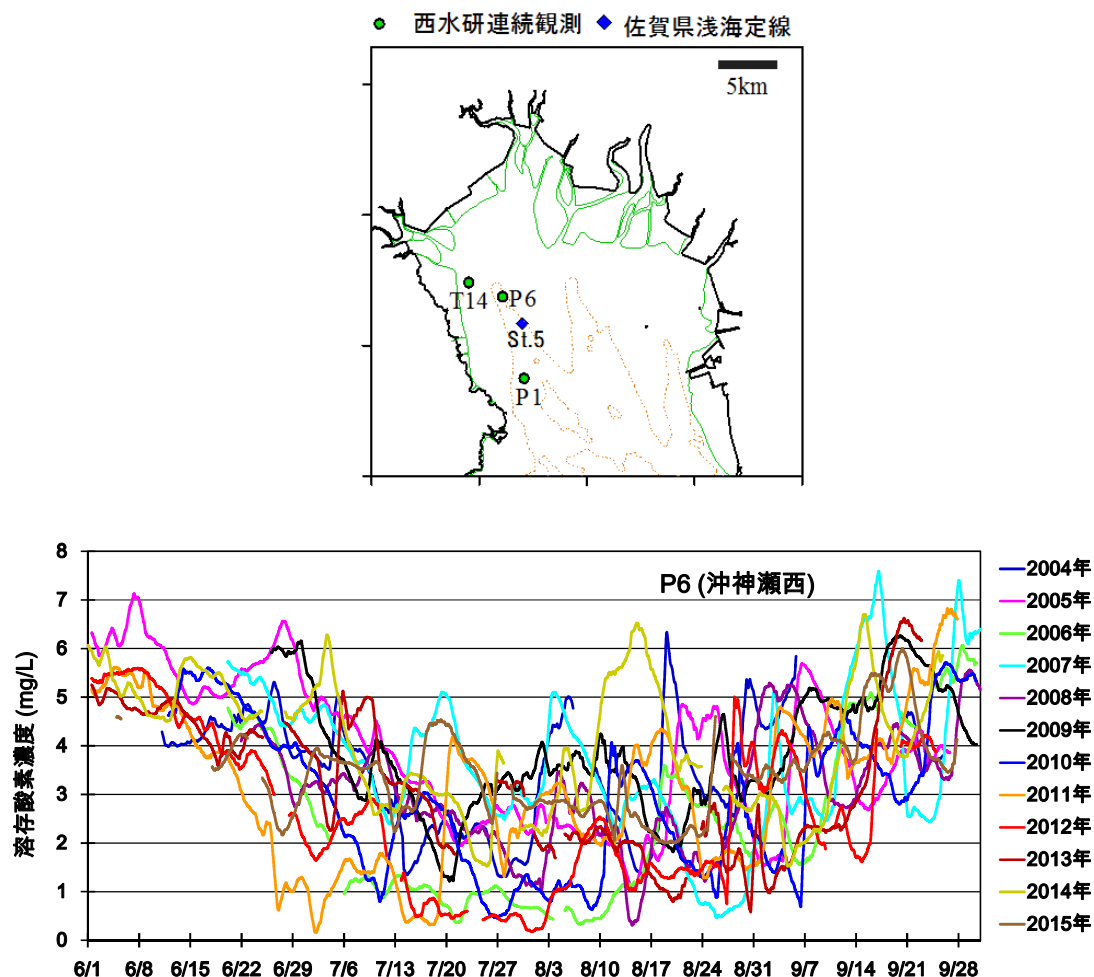 西水研連続観測 佐賀県浅海定線
5km
T14
P6
St.5
P1
P6 (沖神瀬西)
溶存酸素濃度 (mg/L)
8
7
6
5
4
3
2
1
0
6/1 6/8 6/15 6/22 6/29 7/6 7/13 7/20 7/27 8/3 8/10 8/17 8/24 8/31 9/7 9/14 9/21 9/28
2004年
2005年
2006年
2007年
2008年
2009年
2010年
2011年
2012年
2013年
2014年
2015年